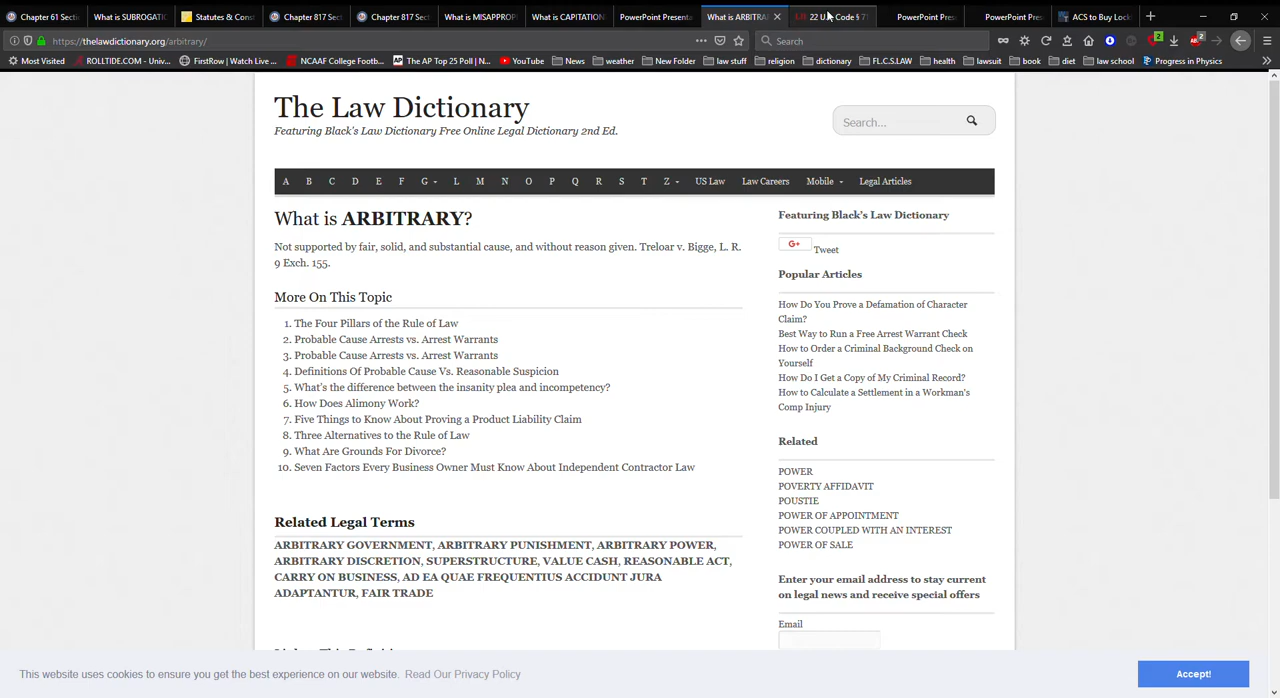 Chapter 61 Secti
What is SUBROGATIO
Statutes & Cons
Chapter 817 Sect
Chapter 817 Sect
What is MISAPPROPR
What is CAPITATION
PowerPoint Presenta
What is ARBITRAR
22 U.S. Code § 71
PowerPoint Pres
PowerPoint Pres
ACS to Buy Lock
https://thelawdictionary.org/arbitrary/
Search
2
2
Most Visited
ROLLTIDE.COM - Univ...
FirstRow | Watch Live ...
NCAAF College Footb...
The AP Top 25 Poll | N...
YouTube
News
weather
New Folder
law stuff
religion
dictionary
FL.C.S.LAW
health
lawsuit
book
diet
law school
Progress in Physics
The Law Dictionary
Featuring Black's Law Dictionary Free Online Legal Dictionary 2nd Ed.
Search...
A B C D E F G L M N O P Q R S T Z US Law Law Careers Mobile Legal Articles
What is ARBITRARY?
Not supported by fair, solid, and substantial cause, and without reason given. Treloar v. Bigge, L. R.
9 Exch. 155.
More On This Topic
1. The Four Pillars of the Rule of Law
2. Probable Cause Arrests vs. Arrest Warrants
3. Probable Cause Arrests vs. Arrest Warrants
4. Definitions Of Probable Cause Vs. Reasonable Suspicion
5. What's the difference between the insanity plea and incompetency?
6. How Does Alimony Work?
7. Five Things to Know About Proving a Product Liability Claim
8. Three Alternatives to the Rule of Law
9. What Are Grounds For Divorce?
10. Seven Factors Every Business Owner Must Know About Independent Contractor Law
Related Legal Terms
ARBITRARY GOVERNMENT, ARBITRARY PUNISHMENT, ARBITRARY POWER,
ARBITRARY DISCRETION, SUPERSTRUCTURE, VALUE CASH, REASONABLE ACT,
CARRY ON BUSINESS, AD EA QUAE FREQUENTIUS ACCIDUNT JURA
ADAPTANTUR, FAIR TRADE
Featuring Black's Law Dictionary
G+ Tweet
Popular Articles
How Do You Prove a Defamation of Character
Claim?
Best Way to Run a Free Arrest Warrant Check
How to Order a Criminal Background Check on
Yourself
How Do I Get a Copy of My Criminal Record?
How to Calculate a Settlement in a Workman's
Comp Injury
Related
POWER
POVERTY AFFIDAVIT
POUSTIE
POWER OF APPOINTMENT
POWER COUPLED WITH AN INTEREST
POWER OF SALE
Enter your email address to stay current
on legal news and receive special offers
Email
This website uses cookies to ensure you get the best experience on our website. Read Our Privacy Policy
Accept!